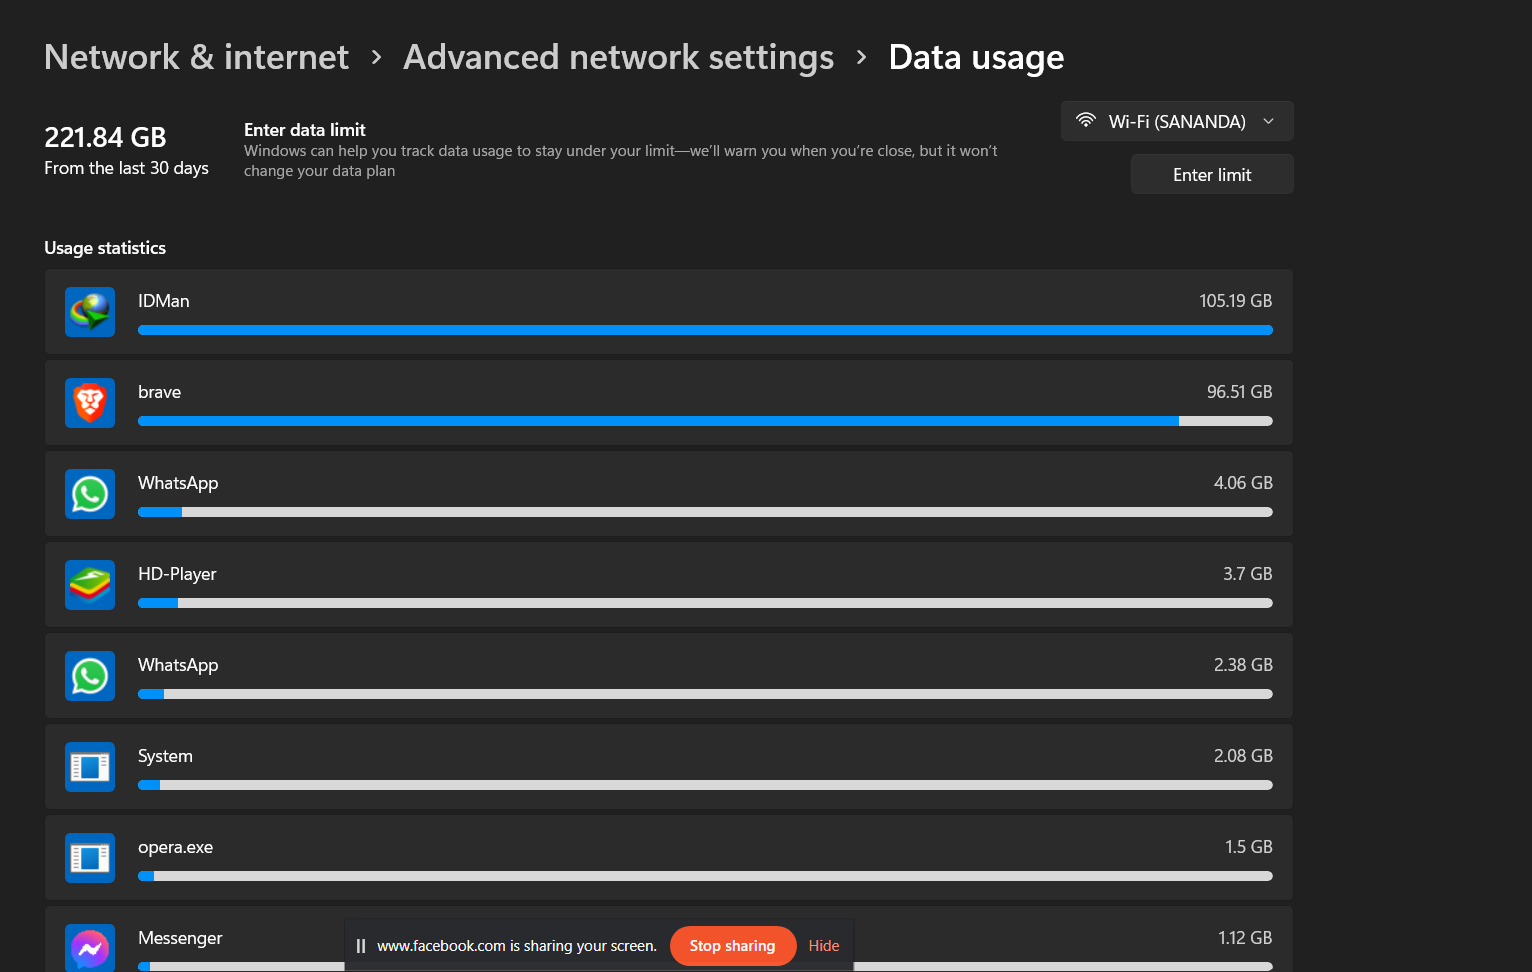 Network & internet > Advanced network settings > Data usage
221.84 GB
From the last 30 days
Enter data limit
Windows can help you track data usage to stay under your limit—we'll warn you when you're close, but it won't
change your data plan
Wi-Fi (SANANDA)
Enter limit
Usage statistics
IDMan 105.19 GB
brave 96.51 GB
WhatsApp 4.06 GB
HD-Player 3.7 GB
WhatsApp 2.38 GB
System 2.08 GB
opera.exe 1.5 GB
Messenger 1.12 GB
www.facebook.com is sharing your screen. Stop sharing Hide